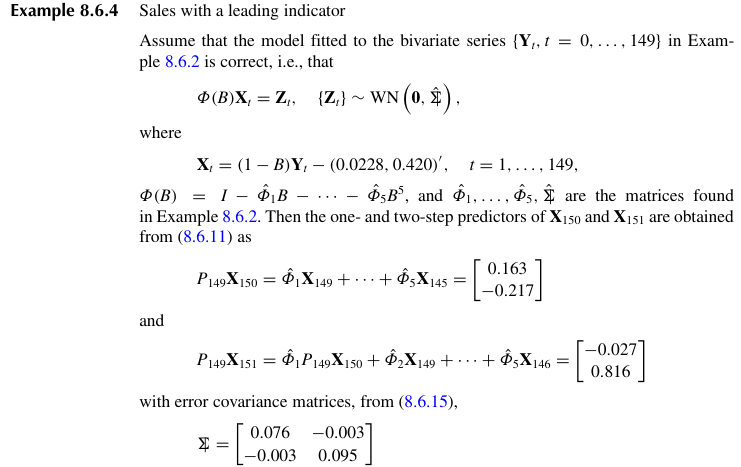 Example 8.6.4 Sales with a leading indicator
Assume that the model fitted to the bivariate series {Y_t, t = 0, . . . , 149} in Exam-
ple 8.6.2 is correct, i.e., that
Φ(B)X_t = Z_t, {Z_t} ∼ WN(0, Σ̂),
where
X_t = (1 − B)Y_t − (0.0228, 0.420)′, t = 1, . . . , 149,
Φ(B) = I − Φ̂_1B − · · · − Φ̂_5B^5, and Φ̂_1, . . . , Φ̂_5, Σ̂ are the matrices found
in Example 8.6.2. Then the one- and two-step predictors of X_150 and X_151 are obtained
from (8.6.11) as
P_149X_150 = Φ̂_1X_149 + · · · + Φ̂_5X_145 = [0.163
−0.217]
and
P_149X_151 = Φ̂_1P_149X_150 + Φ̂_2X_149 + · · · + Φ̂_5X_146 = [−0.027
0.816]
with error covariance matrices, from (8.6.15),
Σ = [0.076 −0.003
−0.003 0.095]